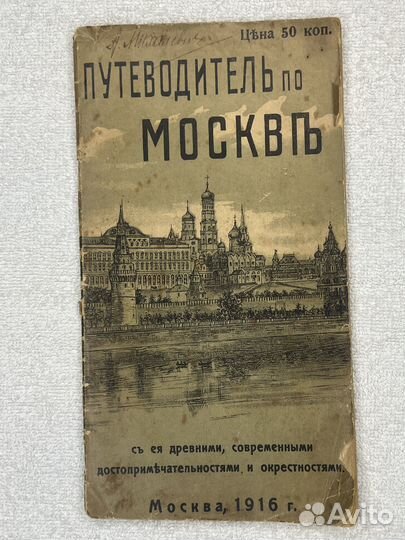 Цѣна 50 коп.
ПУТЕВОДИТЕЛЬ по
МОСКВѢ
съ ея древними, современными
достопримѣчательностями и окрестностями.
Москва, 1916 г.
Avito